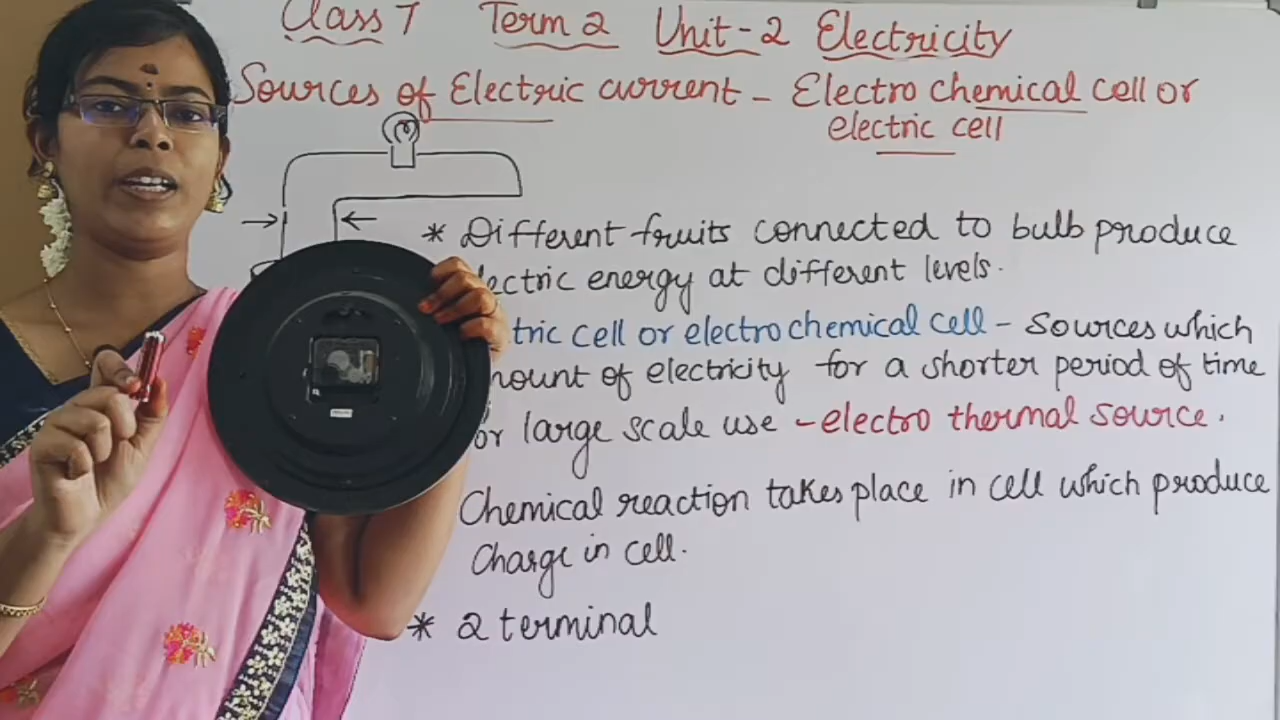 Class 7 Term 2 Unit-2 Electricity
Sources of Electric current - Electro chemical cell or
electric cell
* Different fruits connected to bulb produce
lectric energy at different levels.
tric cell or electrochemical cell - Sources which
mount of electricity for a shorter period of time
or large scale use - electro thermal source.
Chemical reaction takes place in cell which produce
Charge in cell.
* 2 terminal